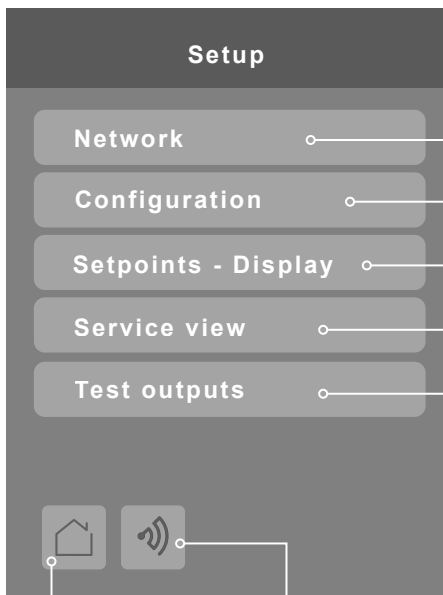 Setup
Network
Configuration
Setpoints - Display
Service view
Test outputs